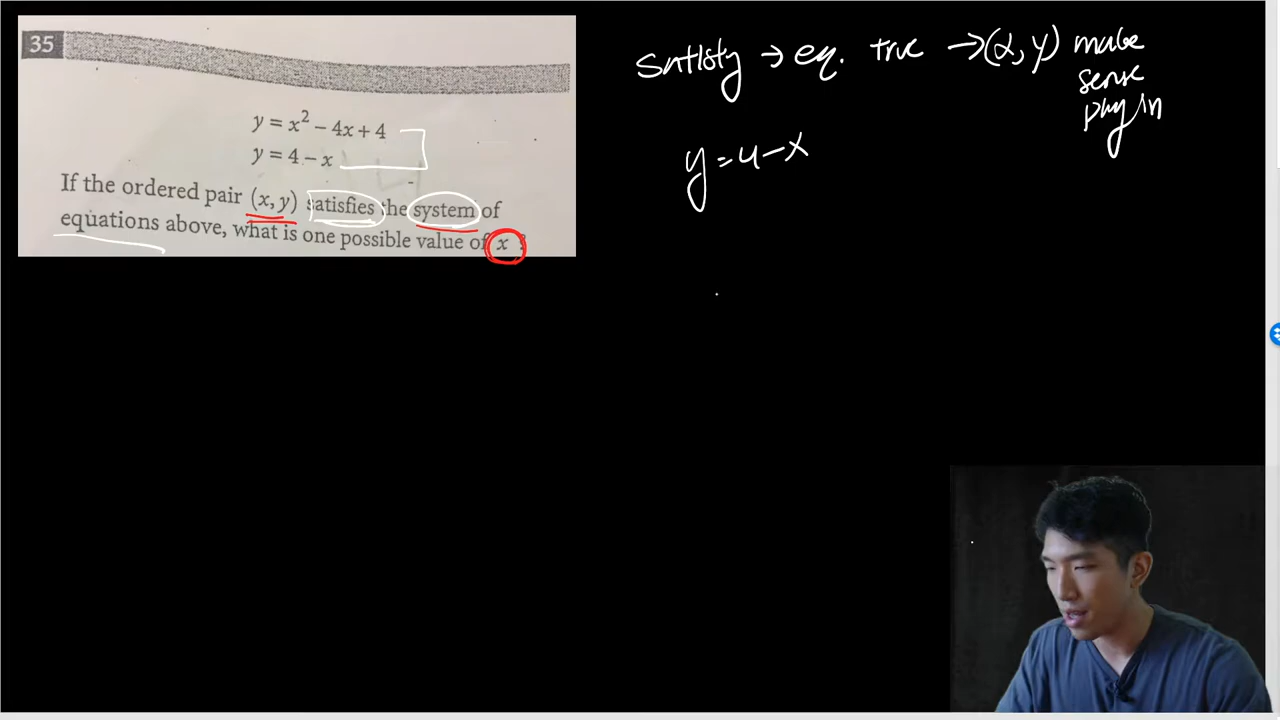 35
y = x² − 4x + 4
y = 4 − x
If the ordered pair (x, y) satisfies the system of
equations above, what is one possible value of x ?
Satisfy → eq. true → (x, y) make
sense
plug in
y = 4 − x